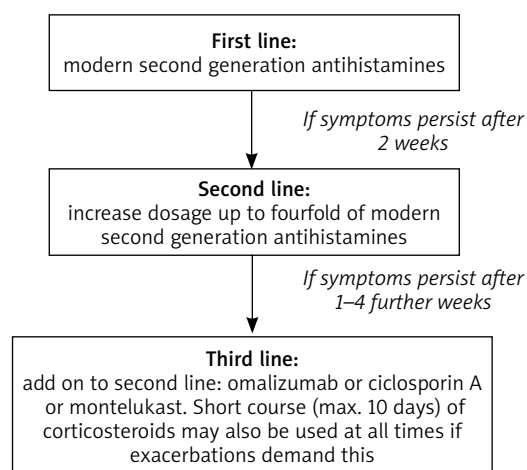 First line:
modern second generation antihistamines
If symptoms persist after
2 weeks
Second line:
increase dosage up to fourfold of modern
second generation antihistamines
If symptoms persist after
1–4 further weeks
Third line:
add on to second line: omalizumab or ciclosporin A
or montelukast. Short course (max. 10 days) of
corticosteroids may also be used at all times if
exacerbations demand this